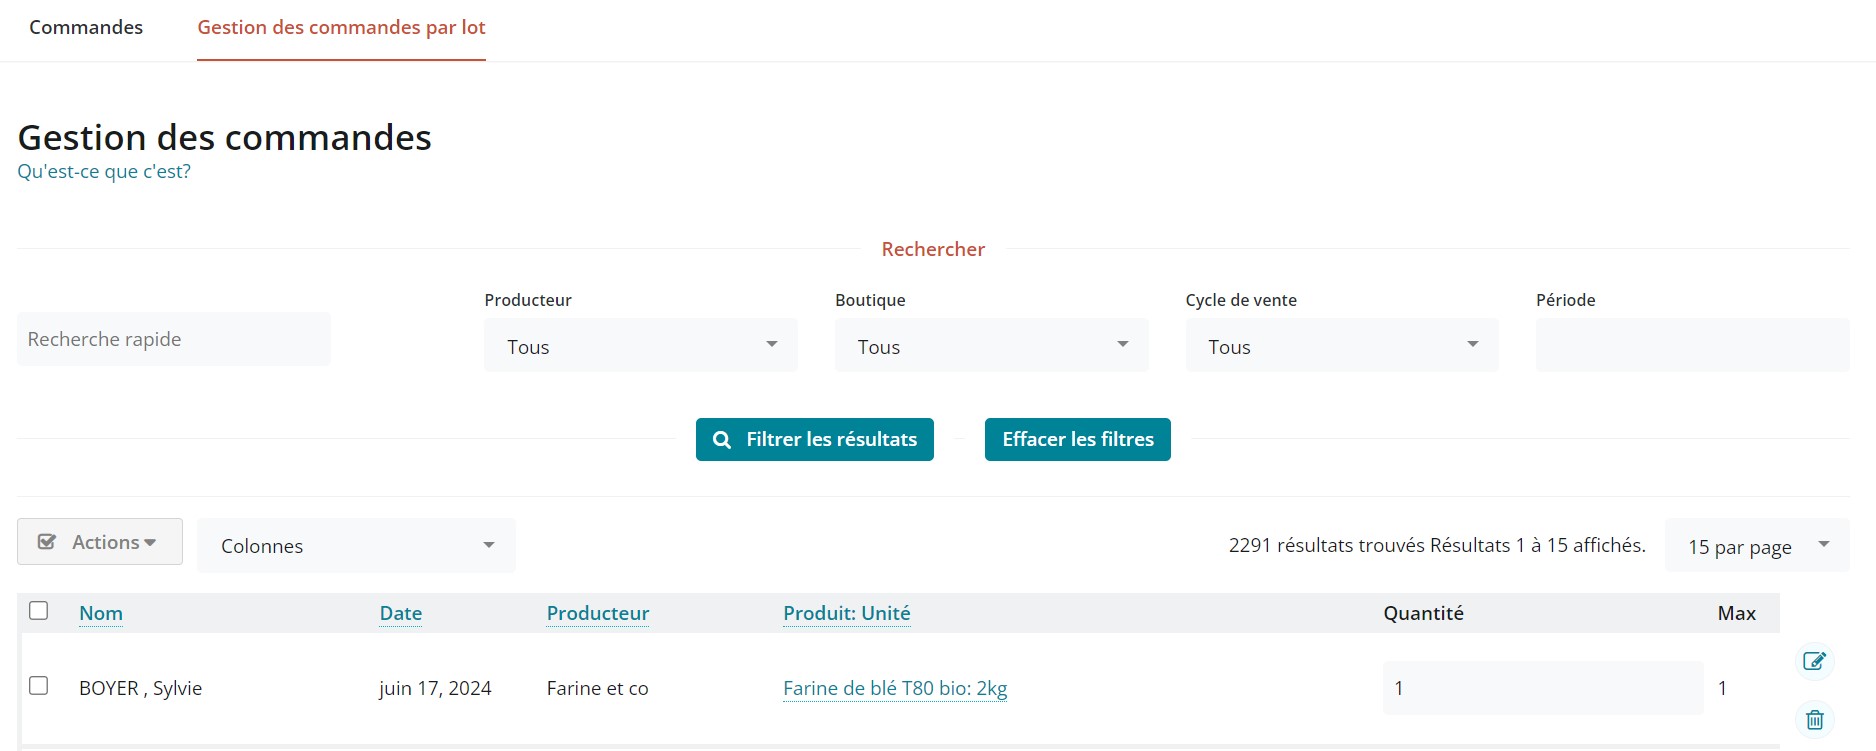 Commandes Gestion des commandes par lot
Gestion des commandes
Qu'est-ce que c'est?
Rechercher
Producteur Boutique Cycle de vente Période
Recherche rapide Tous Tous Tous
Filtrer les résultats Effacer les filtres
Actions Colonnes 2291 résultats trouvés Résultats 1 à 15 affichés. 15 par page
Nom Date Producteur Produit: Unité Quantité Max
BOYER , Sylvie juin 17, 2024 Farine et co Farine de blé T80 bio: 2kg 1 1